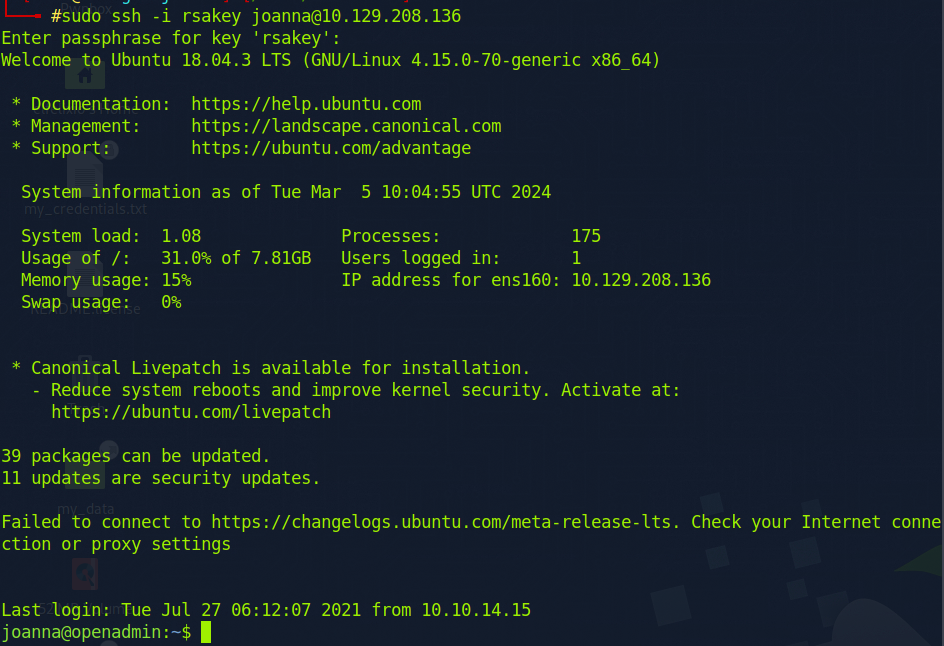 #sudo ssh -i rsakey joanna@10.129.208.136
Enter passphrase for key 'rsakey':
Welcome to Ubuntu 18.04.3 LTS (GNU/Linux 4.15.0-70-generic x86_64)
* Documentation:  https://help.ubuntu.com
* Management:     https://landscape.canonical.com
* Support:        https://ubuntu.com/advantage
System information as of Tue Mar  5 10:04:55 UTC 2024
my_credentials.txt
System load:  1.08              Processes:             175
Usage of /:   31.0% of 7.81GB   Users logged in:       1
Memory usage: 15%               IP address for ens160: 10.129.208.136
Swap usage:   0%
* Canonical Livepatch is available for installation.
- Reduce system reboots and improve kernel security. Activate at:
https://ubuntu.com/livepatch
39 packages can be updated.
11 updates are security updates.
my_data
Failed to connect to https://changelogs.ubuntu.com/meta-release-lts. Check your Internet conne
ction or proxy settings
Last login: Tue Jul 27 06:12:07 2021 from 10.10.14.15
joanna@openadmin:~$